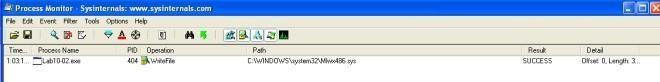 Process Monitor - Sysinternals: www.sysinternals.com
File Edit Event Filter Tools Options Help
Time... Process Name PID Operation Path Result Detail
1:03:1... Lab10-02.exe 404 WriteFile C:\WINDOWS\system32\Mlwx486.sys SUCCESS Offset: 0, Length: 3...